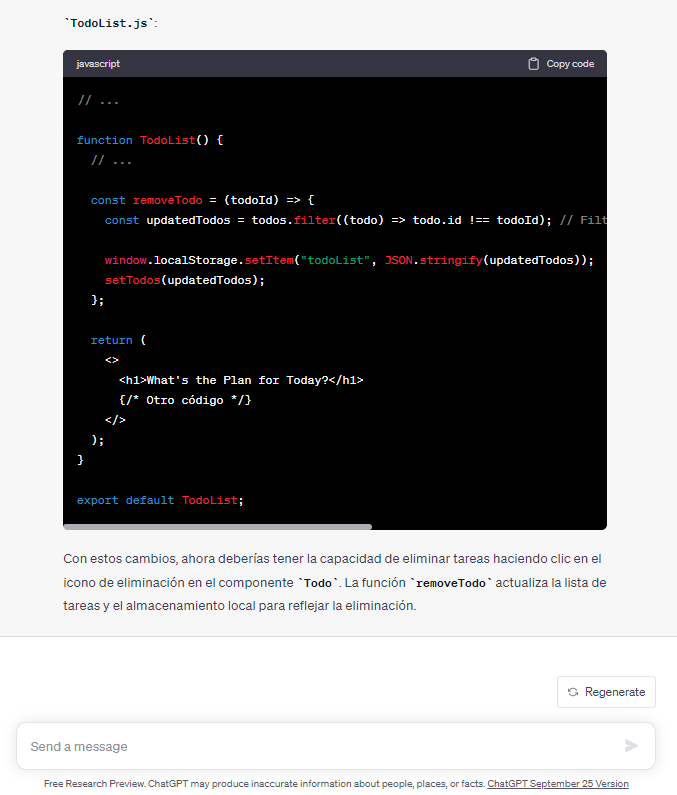 `TodoList.js`:
javascript
Copy code
// ...
function TodoList() {
// ...
const removeTodo = (todoId) => {
const updatedTodos = todos.filter((todo) => todo.id !== todoId); // Filt
window.localStorage.setItem("todoList", JSON.stringify(updatedTodos));
setTodos(updatedTodos);
};
return (
<>
<h1>What's the Plan for Today?</h1>
{/* Otro código */}
</>
);
}
export default TodoList;
Con estos cambios, ahora deberías tener la capacidad de eliminar tareas haciendo clic en el
icono de eliminación en el componente `Todo`. La función `removeTodo` actualiza la lista de
tareas y el almacenamiento local para reflejar la eliminación.
Regenerate
Send a message
Free Research Preview. ChatGPT may produce inaccurate information about people, places, or facts. ChatGPT September 25 Version